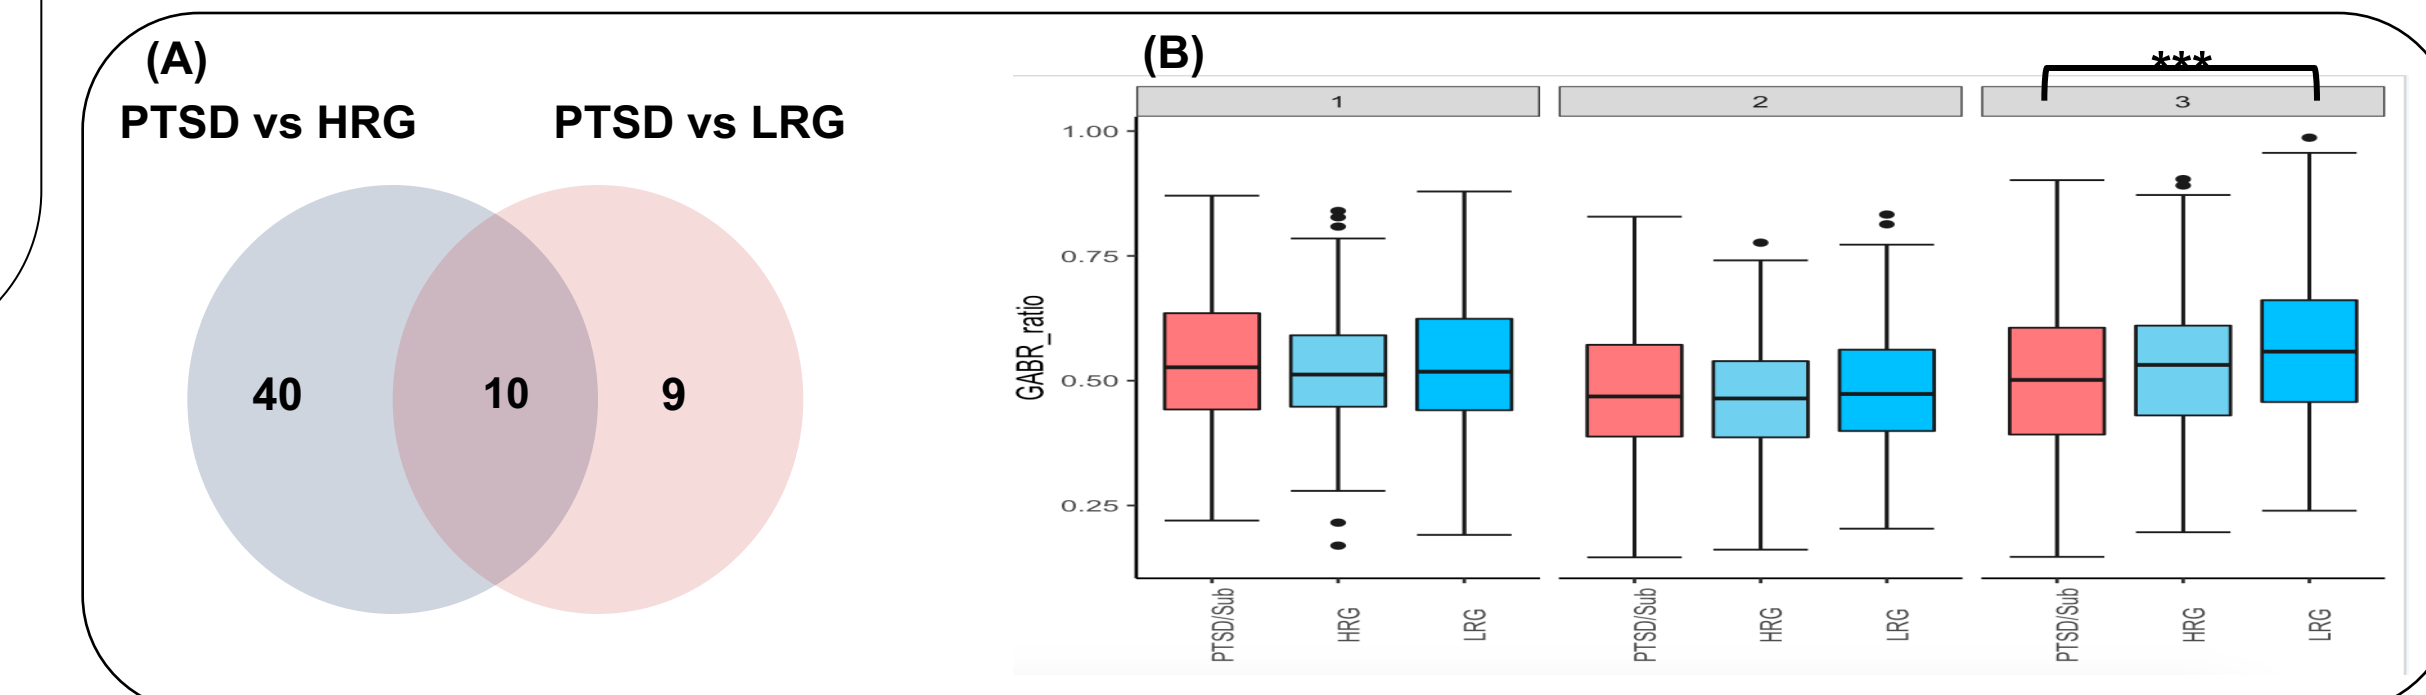 (A)
PTSD vs HRG PTSD vs LRG
40 10 9
(B)
***
1 2 3
1.00
0.75
0.50
0.25
GABR_ratio
PTSD/Sub HRG LRG PTSD/Sub HRG LRG PTSD/Sub HRG LRG